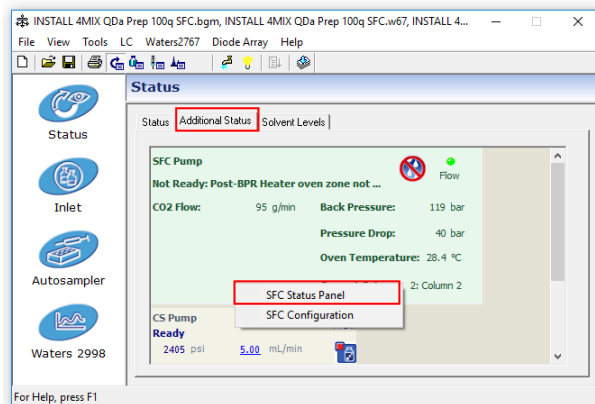 INSTALL 4MIX QDa Prep 100q SFC.bgm, INSTALL 4MIX QDa Prep 100q SFC.w67, INSTALL 4...
File View Tools LC Waters2767 Diode Array Help
Status
Status Additional Status Solvent Levels
Status
Inlet
Autosampler
Waters 2998
SFC Pump
Flow
Not Ready: Post-BPR Heater oven zone not ...
CO2 Flow: 95 g/min Back Pressure: 119 bar
Pressure Drop: 40 bar
Oven Temperature: 28.4 ºC
2: Column 2
SFC Status Panel
SFC Configuration
CS Pump
Ready
2405 psi 5.00 mL/min
For Help, press F1